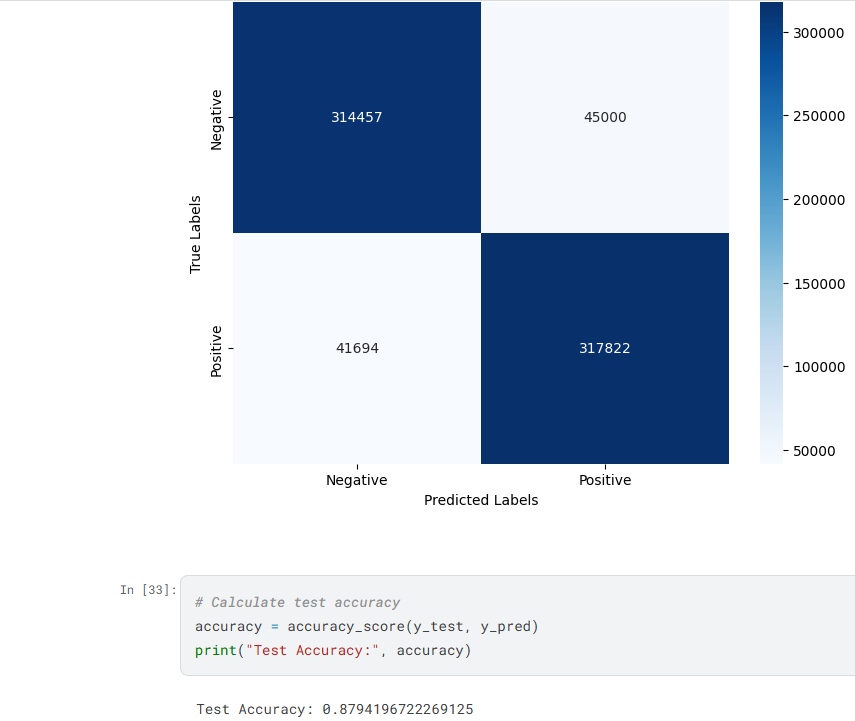 300000
Negative
314457
45000
250000
200000
True Labels
150000
Positive
41694
317822
100000
50000
Negative
Positive
Predicted Labels
In [33]:
# Calculate test accuracy
accuracy = accuracy_score(y_test, y_pred)
print("Test Accuracy:", accuracy)
Test Accuracy: 0.8794196722269125